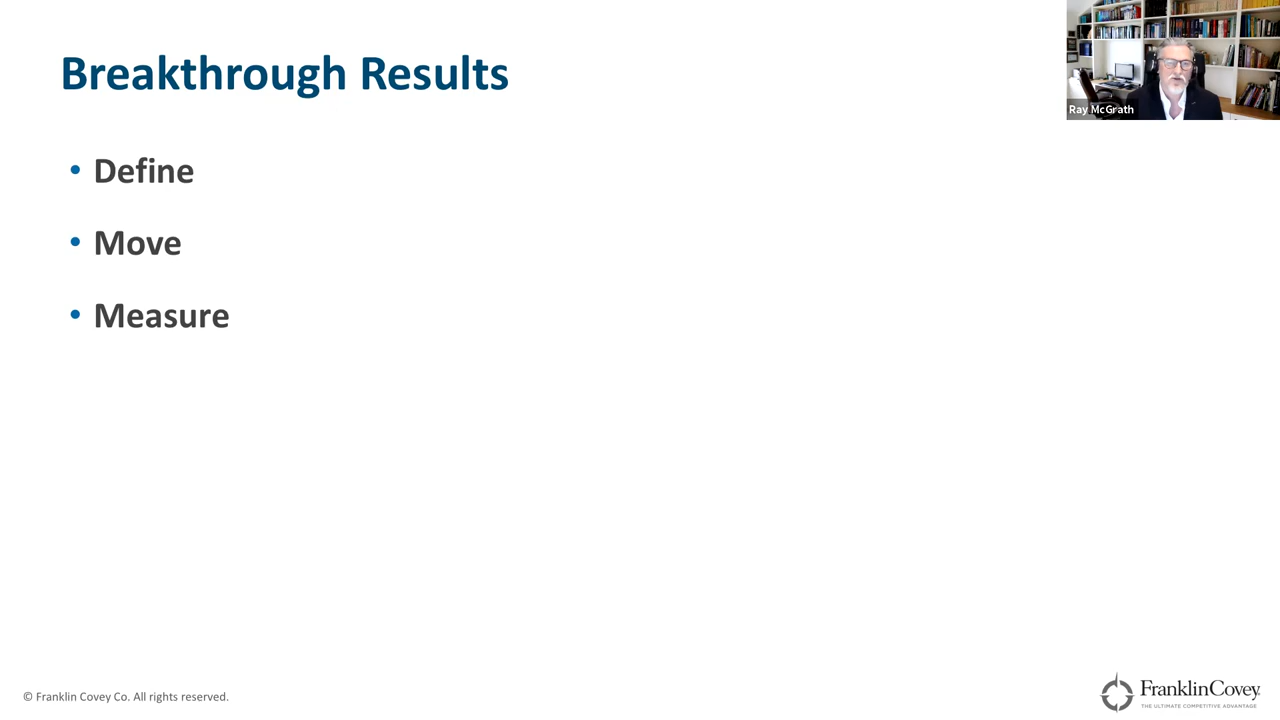 Breakthrough Results
Ray McGrath
• Define
• Move
• Measure
© Franklin Covey Co. All rights reserved.
FranklinCovey
THE ULTIMATE COMPETITIVE ADVANTAGE